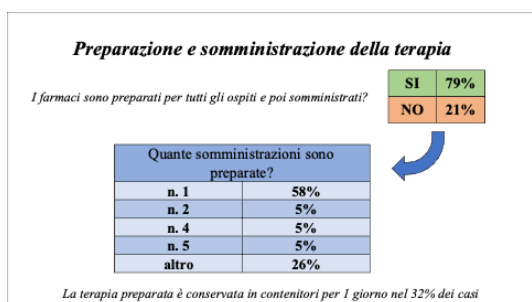 Preparazione e somministrazione della terapia
I farmaci sono preparati per tutti gli ospiti e poi somministrati?
SI 79%
NO 21%
Quante somministrazioni sono
preparate?
n. 1 58%
n. 2 5%
n. 4 5%
n. 5 5%
altro 26%
La terapia preparata è conservata in contenitori per 1 giorno nel 32% dei casi